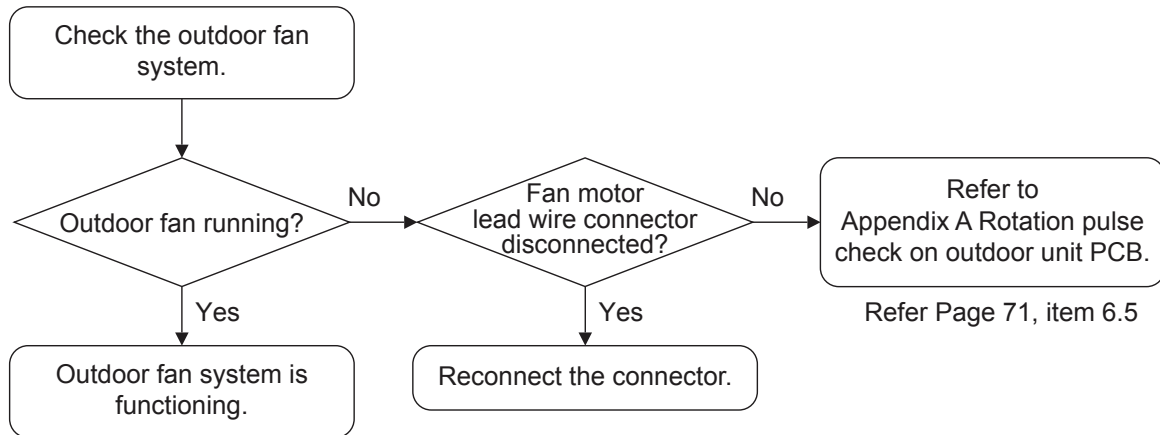 Check the outdoor fan
system.
Outdoor fan running?
No
Fan motor
lead wire connector
disconnected?
No
Refer to
Appendix A Rotation pulse
check on outdoor unit PCB.
Yes
Yes
Refer Page 71, item 6.5
Outdoor fan system is
functioning.
Reconnect the connector.